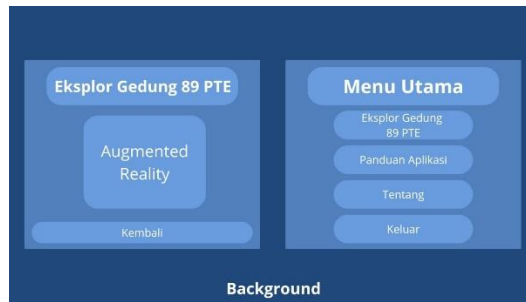 Eksplor Gedung 89 PTE
Augmented
Reality
Kembali
Menu Utama
Eksplor Gedung
89 PTE
Panduan Aplikasi
Tentang
Keluar
Background